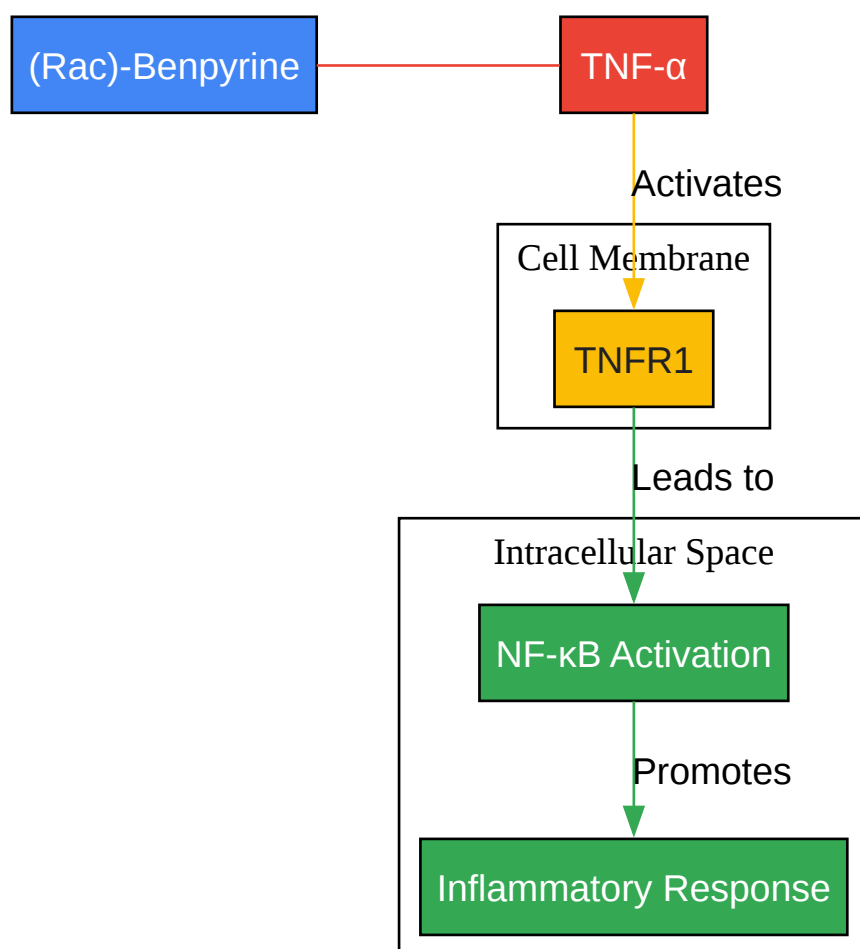 (Rac)-Benpyrine
TNF-α
Activates
Cell Membrane
TNFR1
Leads to
Intracellular Space
NF-κB Activation
Promotes
Inflammatory Response